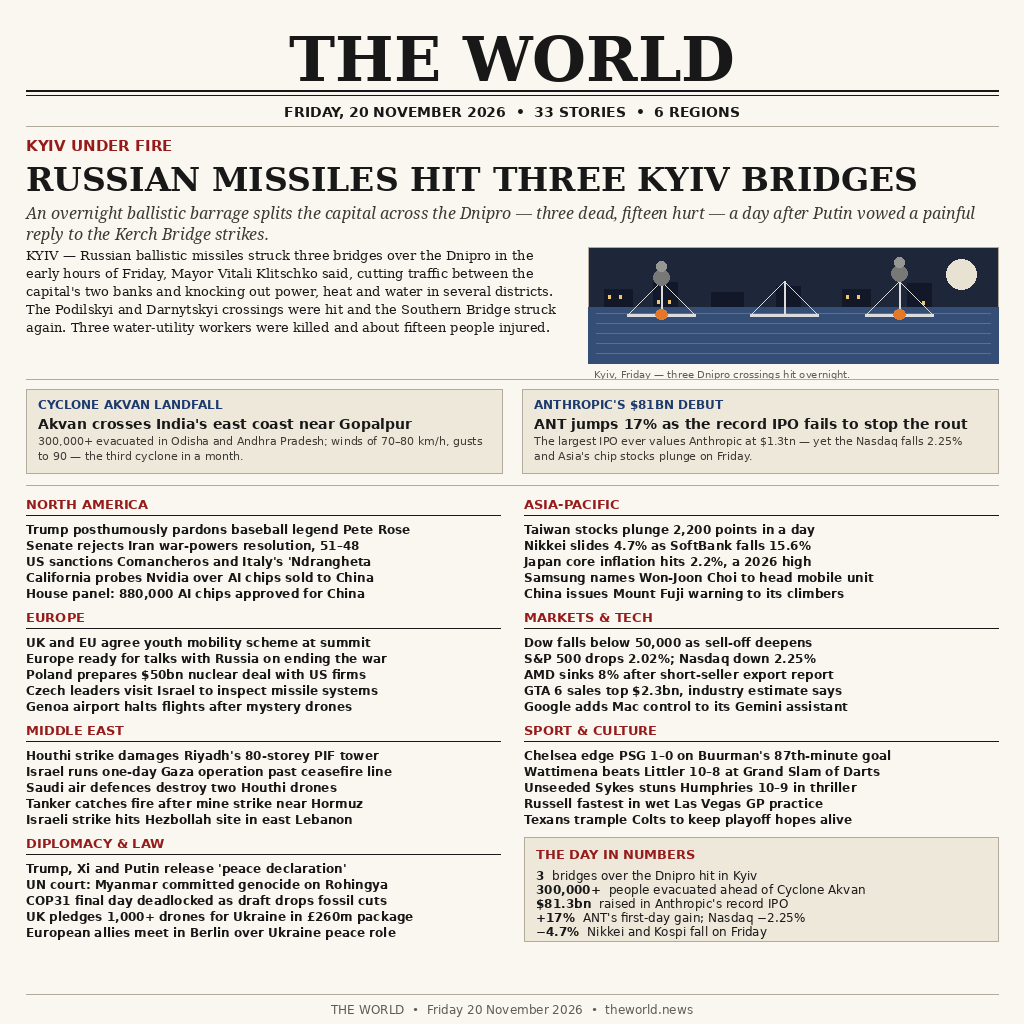 THE WORLD
FRIDAY, 20 NOVEMBER 2026 • 33 STORIES • 6 REGIONS
KYIV UNDER FIRE
RUSSIAN MISSILES HIT THREE KYIV BRIDGES
An overnight ballistic barrage splits the capital across the Dnipro — three dead, fifteen hurt — a day after Putin vowed a painful
reply to the Kerch Bridge strikes.
KYIV — Russian ballistic missiles struck three bridges over the Dnipro in the
early hours of Friday, Mayor Vitali Klitschko said, cutting traffic between the
capital's two banks and knocking out power, heat and water in several districts.
The Podilskyi and Darnytskyi crossings were hit and the Southern Bridge struck
again. Three water-utility workers were killed and about fifteen people injured.
Kyiv, Friday — three Dnipro crossings hit overnight.
CYCLONE AKVAN LANDFALL
Akvan crosses India's east coast near Gopalpur
300,000+ evacuated in Odisha and Andhra Pradesh; winds of 70–80 km/h, gusts
to 90 — the third cyclone in a month.
ANTHROPIC'S $81BN DEBUT
ANT jumps 17% as the record IPO fails to stop the rout
The largest IPO ever values Anthropic at $1.3tn — yet the Nasdaq falls 2.25%
and Asia's chip stocks plunge on Friday.
NORTH AMERICA
Trump posthumously pardons baseball legend Pete Rose
Senate rejects Iran war-powers resolution, 51–48
US sanctions Comancheros and Italy's 'Ndrangheta
California probes Nvidia over AI chips sold to China
House panel: 880,000 AI chips approved for China
EUROPE
UK and EU agree youth mobility scheme at summit
Europe ready for talks with Russia on ending the war
Poland prepares $50bn nuclear deal with US firms
Czech leaders visit Israel to inspect missile systems
Genoa airport halts flights after mystery drones
MIDDLE EAST
Houthi strike damages Riyadh's 80-storey PIF tower
Israel runs one-day Gaza operation past ceasefire line
Saudi air defences destroy two Houthi drones
Tanker catches fire after mine strike near Hormuz
Israeli strike hits Hezbollah site in east Lebanon
DIPLOMACY & LAW
Trump, Xi and Putin release 'peace declaration'
UN court: Myanmar committed genocide on Rohingya
COP31 final day deadlocked as draft drops fossil cuts
UK pledges 1,000+ drones for Ukraine in £260m package
European allies meet in Berlin over Ukraine peace role
ASIA-PACIFIC
Taiwan stocks plunge 2,200 points in a day
Nikkei slides 4.7% as SoftBank falls 15.6%
Japan core inflation hits 2.2%, a 2026 high
Samsung names Won-Joon Choi to head mobile unit
China issues Mount Fuji warning to its climbers
MARKETS & TECH
Dow falls below 50,000 as sell-off deepens
S&P 500 drops 2.02%; Nasdaq down 2.25%
AMD sinks 8% after short-seller export report
GTA 6 sales top $2.3bn, industry estimate says
Google adds Mac control to its Gemini assistant
SPORT & CULTURE
Chelsea edge PSG 1–0 on Buurman's 87th-minute goal
Wattimena beats Littler 10–8 at Grand Slam of Darts
Unseeded Sykes stuns Humphries 10–9 in thriller
Russell fastest in wet Las Vegas GP practice
Texans trample Colts to keep playoff hopes alive
THE DAY IN NUMBERS
3 bridges over the Dnipro hit in Kyiv
300,000+ people evacuated ahead of Cyclone Akvan
$81.3bn raised in Anthropic's record IPO
+17% ANT's first-day gain; Nasdaq −2.25%
−4.7% Nikkei and Kospi fall on Friday
THE WORLD • Friday 20 November 2026 • theworld.news